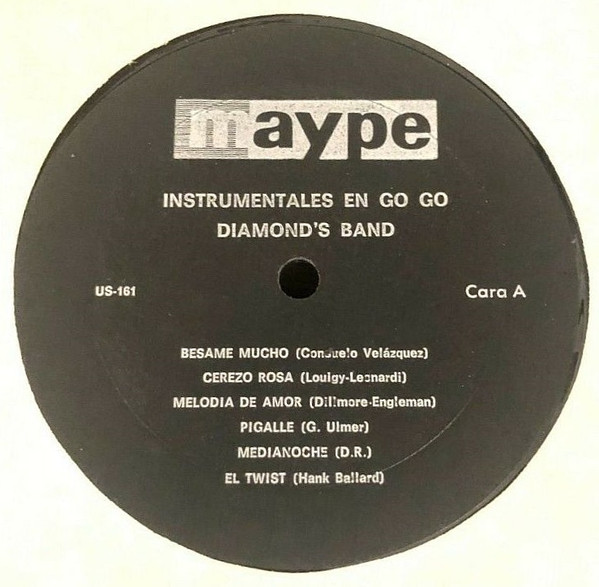 maype
INSTRUMENTALES EN GO GO
DIAMOND'S BAND
US-161
Cara A
BESAME MUCHO (Consuelo Velázquez)
CEREZO ROSA (Louigy-Leonardi)
MELODIA DE AMOR (Dillmore-Engleman)
PIGALLE (G. Ulmer)
MEDIANOCHE (D.R.)
EL TWIST (Hank Ballard)